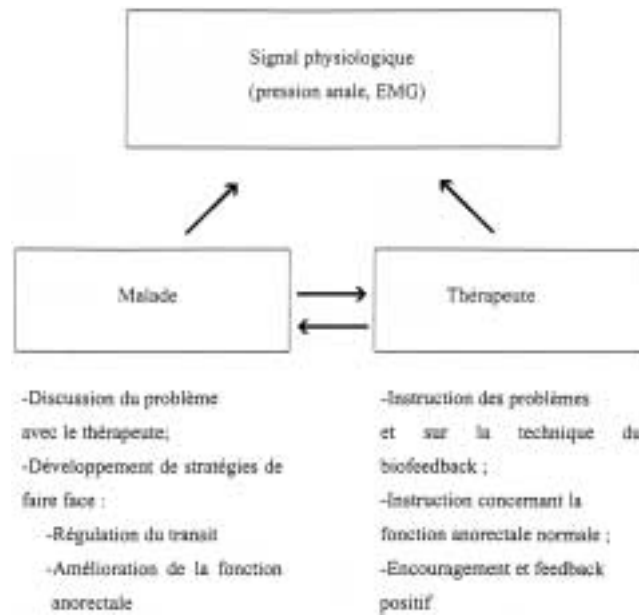 Signal physiologique
(pression anale, EMG)
Malade
Thérapeute
-Discussion du problème
avec le thérapeute;
-Développement de stratégies de
faire face :
-Régulation du transit
-Amélioration de la fonction
anorectale
-Instruction des problèmes
et sur la technique du
biofeedback ;
-Instruction concernant la
fonction anorectale normale ;
-Encouragement et feedback
positif